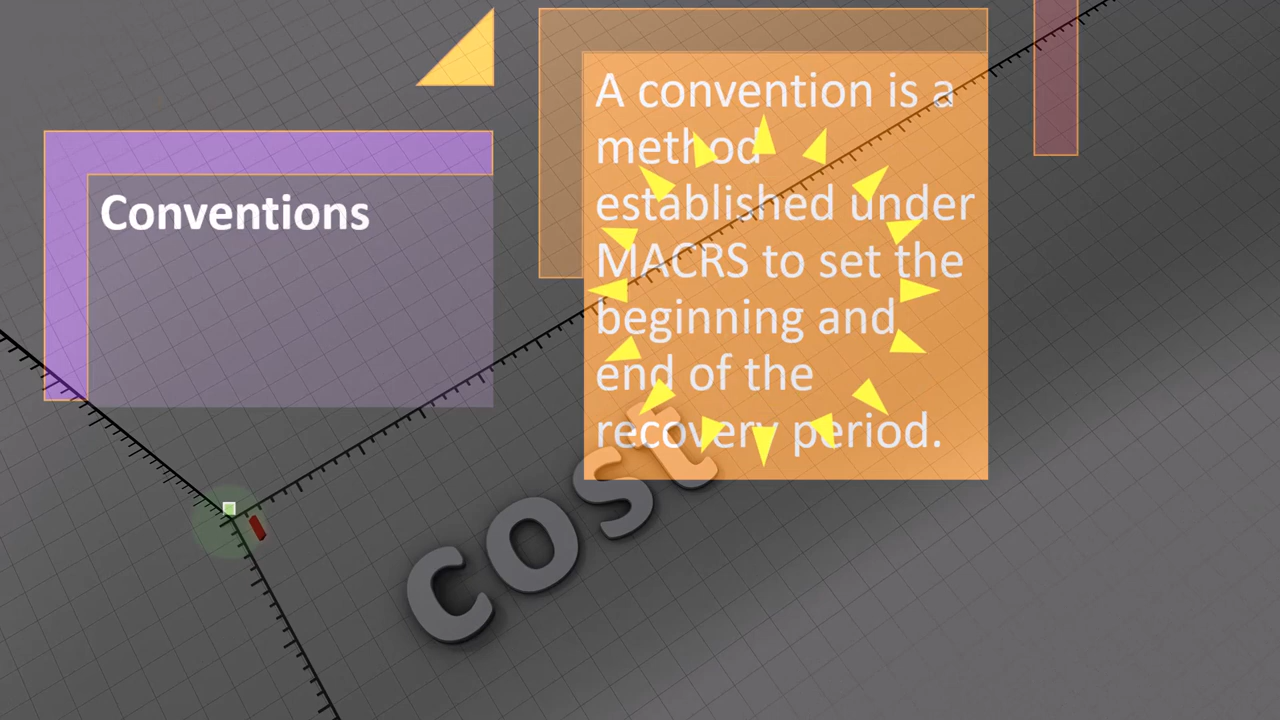 Conventions
A convention is a
method
established under
MACRS to set the
beginning and
end of the
recovery period.
cost